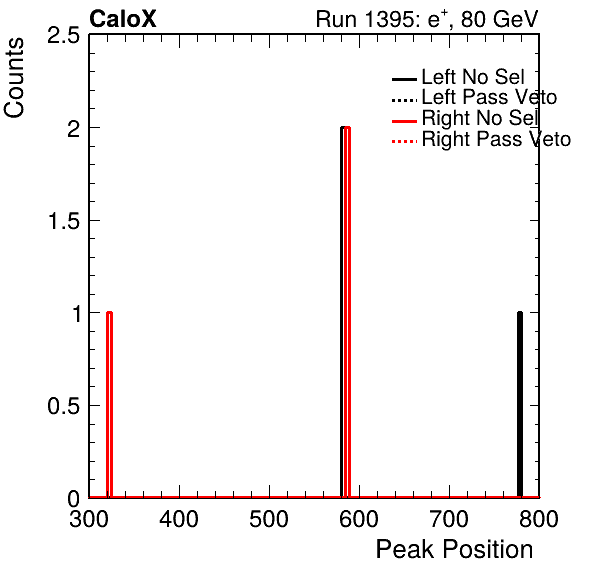 CaloX Run 1395: e⁺, 80 GeV
Counts
2.5
2
1.5
1
0.5
0
Left No Sel
Left Pass Veto
Right No Sel
Right Pass Veto
300 400 500 600 700 800
Peak Position